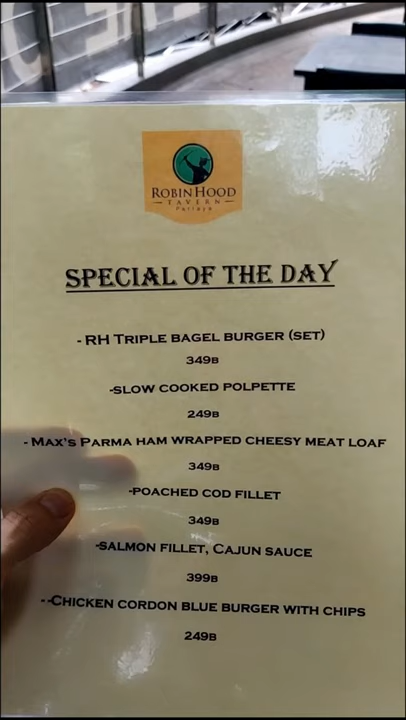 ROBIN HOOD
TAVERN
Pattaya
SPECIAL OF THE DAY
- RH TRIPLE BAGEL BURGER (SET)
349B
-SLOW COOKED POLPETTE
249B
- MAX'S PARMA HAM WRAPPED CHEESY MEAT LOAF
349B
-POACHED COD FILLET
349B
-SALMON FILLET, CAJUN SAUCE
399B
--CHICKEN CORDON BLUE BURGER WITH CHIPS
249B